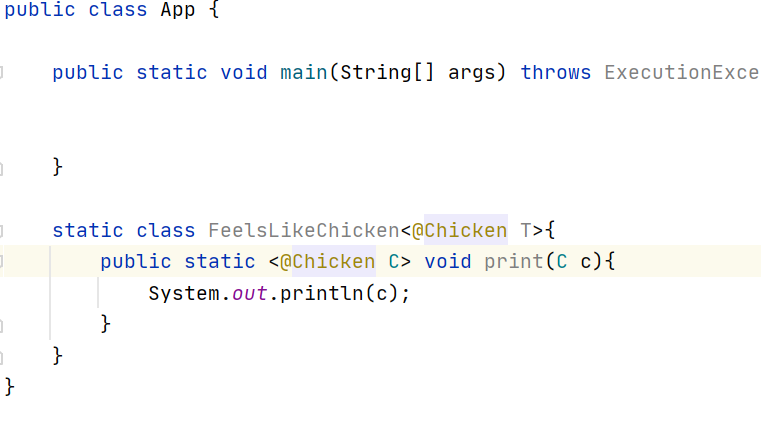 public class App {
public static void main(String[] args) throws ExecutionExce
}
static class FeelsLikeChicken<@Chicken T>{
public static <@Chicken C> void print(C c){
System.out.println(c);
}
}
}